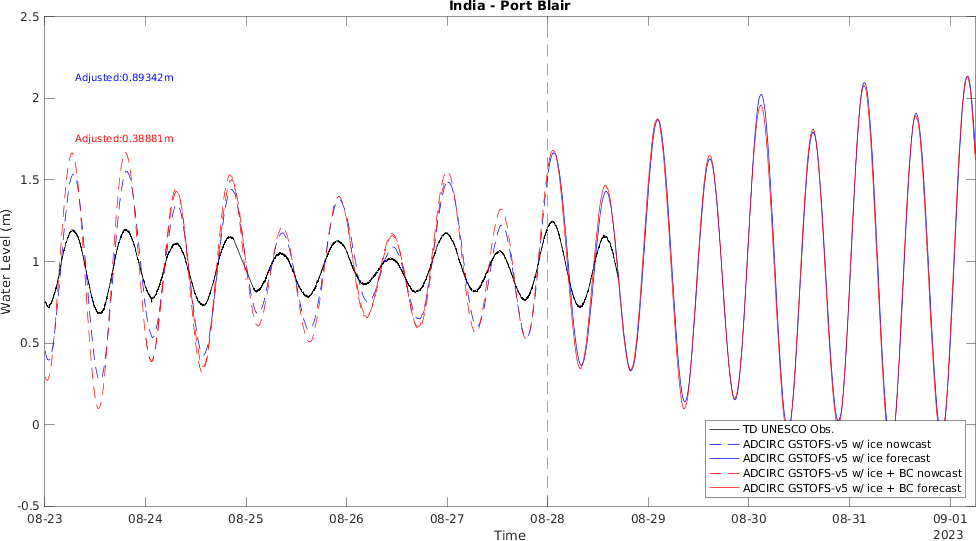 India - Port Blair
2.5
2
1.5
1
0.5
0
-0.5
Water Level (m)
Adjusted:0.89342m
Adjusted:0.38881m
TD UNESCO Obs.
ADCIRC GSTOFS-v5 w/ ice nowcast
ADCIRC GSTOFS-v5 w/ ice forecast
ADCIRC GSTOFS-v5 w/ ice + BC nowcast
ADCIRC GSTOFS-v5 w/ ice + BC forecast
08-23 08-24 08-25 08-26 08-27 08-28 08-29 08-30 08-31 09-01
2023
Time